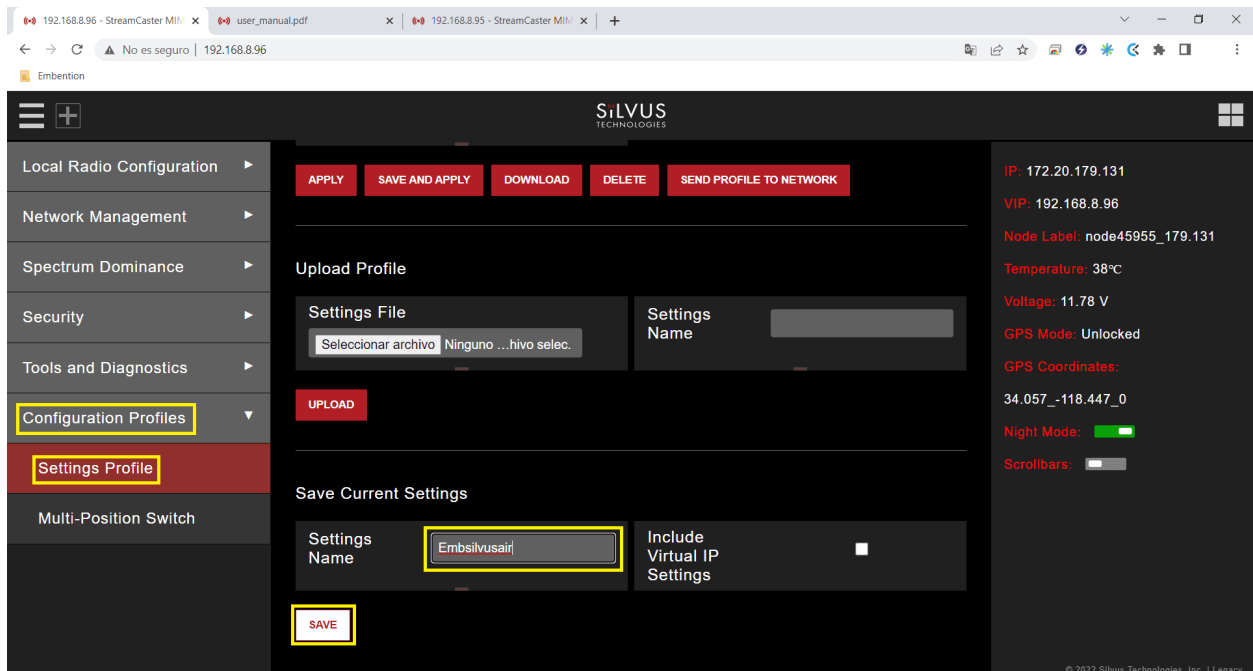 192.168.8.96 - StreamCaster MIM
user_manual.pdf
192.168.8.95 - StreamCaster MIM
No es seguro
192.168.8.96
Embention
SiLVUS
TECHNOLOGIES
Local Radio Configuration
Network Management
Spectrum Dominance
Security
Tools and Diagnostics
Configuration Profiles
Settings Profile
Multi-Position Switch
APPLY
SAVE AND APPLY
DOWNLOAD
DELETE
SEND PROFILE TO NETWORK
Upload Profile
Settings File
Seleccionar archivo Ninguno …hivo selec.
Settings
Name
UPLOAD
Save Current Settings
Settings
Name
Embsilvusair
Include
Virtual IP
Settings
SAVE
IP: 172.20.179.131
VIP: 192.168.8.96
Node Label: node45955_179.131
Temperature: 38℃
Voltage: 11.78 V
GPS Mode: Unlocked
GPS Coordinates:
34.057_-118.447_0
Night Mode:
Scrollbars:
© 2022 Silvus Technologies, Inc. | Legacy